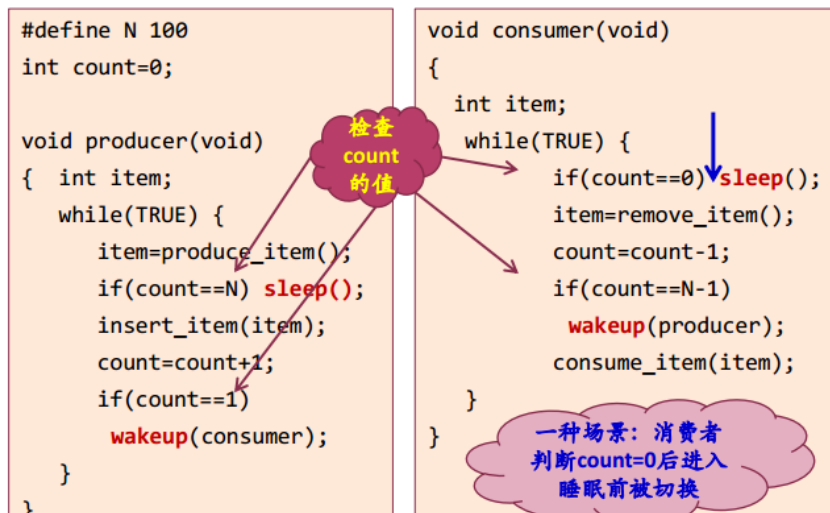 #define N 100
int count=0;
void producer(void)
{ int item;
while(TRUE) {
item=produce_item();
if(count==N) sleep();
insert_item(item);
count=count+1;
if(count==1)
wakeup(consumer);
}
}
检查
count
的值
void consumer(void)
{
int item;
while(TRUE) {
if(count==0) sleep();
item=remove_item();
count=count-1;
if(count==N-1)
wakeup(producer);
consume_item(item);
}
}
一种场景：消费者
判断count=0后进入
睡眠前被切换